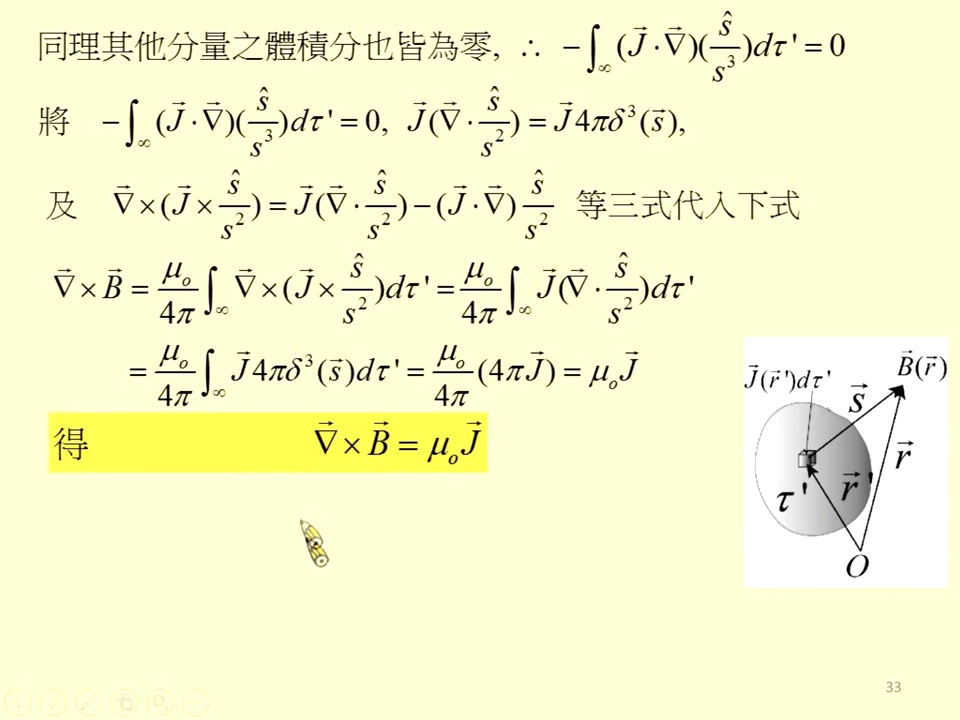 同理其他分量之體積分也皆為零, ∴ −∫_∞ (J⃗·∇⃗)(ŝ/s³)dτ' = 0
將 −∫_∞ (J⃗·∇⃗)(ŝ/s³)dτ' = 0, J⃗(∇⃗·ŝ/s²) = J⃗4πδ³(s⃗),
及 ∇⃗×(J⃗×ŝ/s²) = J⃗(∇⃗·ŝ/s²) − (J⃗·∇⃗)ŝ/s² 等三式代入下式
∇⃗×B⃗ = μₒ/4π ∫_∞ ∇⃗×(J⃗×ŝ/s²)dτ' = μₒ/4π ∫_∞ J⃗(∇⃗·ŝ/s²)dτ'
= μₒ/4π ∫_∞ J⃗4πδ³(s⃗)dτ' = μₒ/4π (4πJ⃗) = μₒJ⃗
得 ∇⃗×B⃗ = μₒJ⃗
J⃗(r⃗')dτ'
B⃗(r⃗)
s⃗
r⃗
r⃗'
τ'
O
33